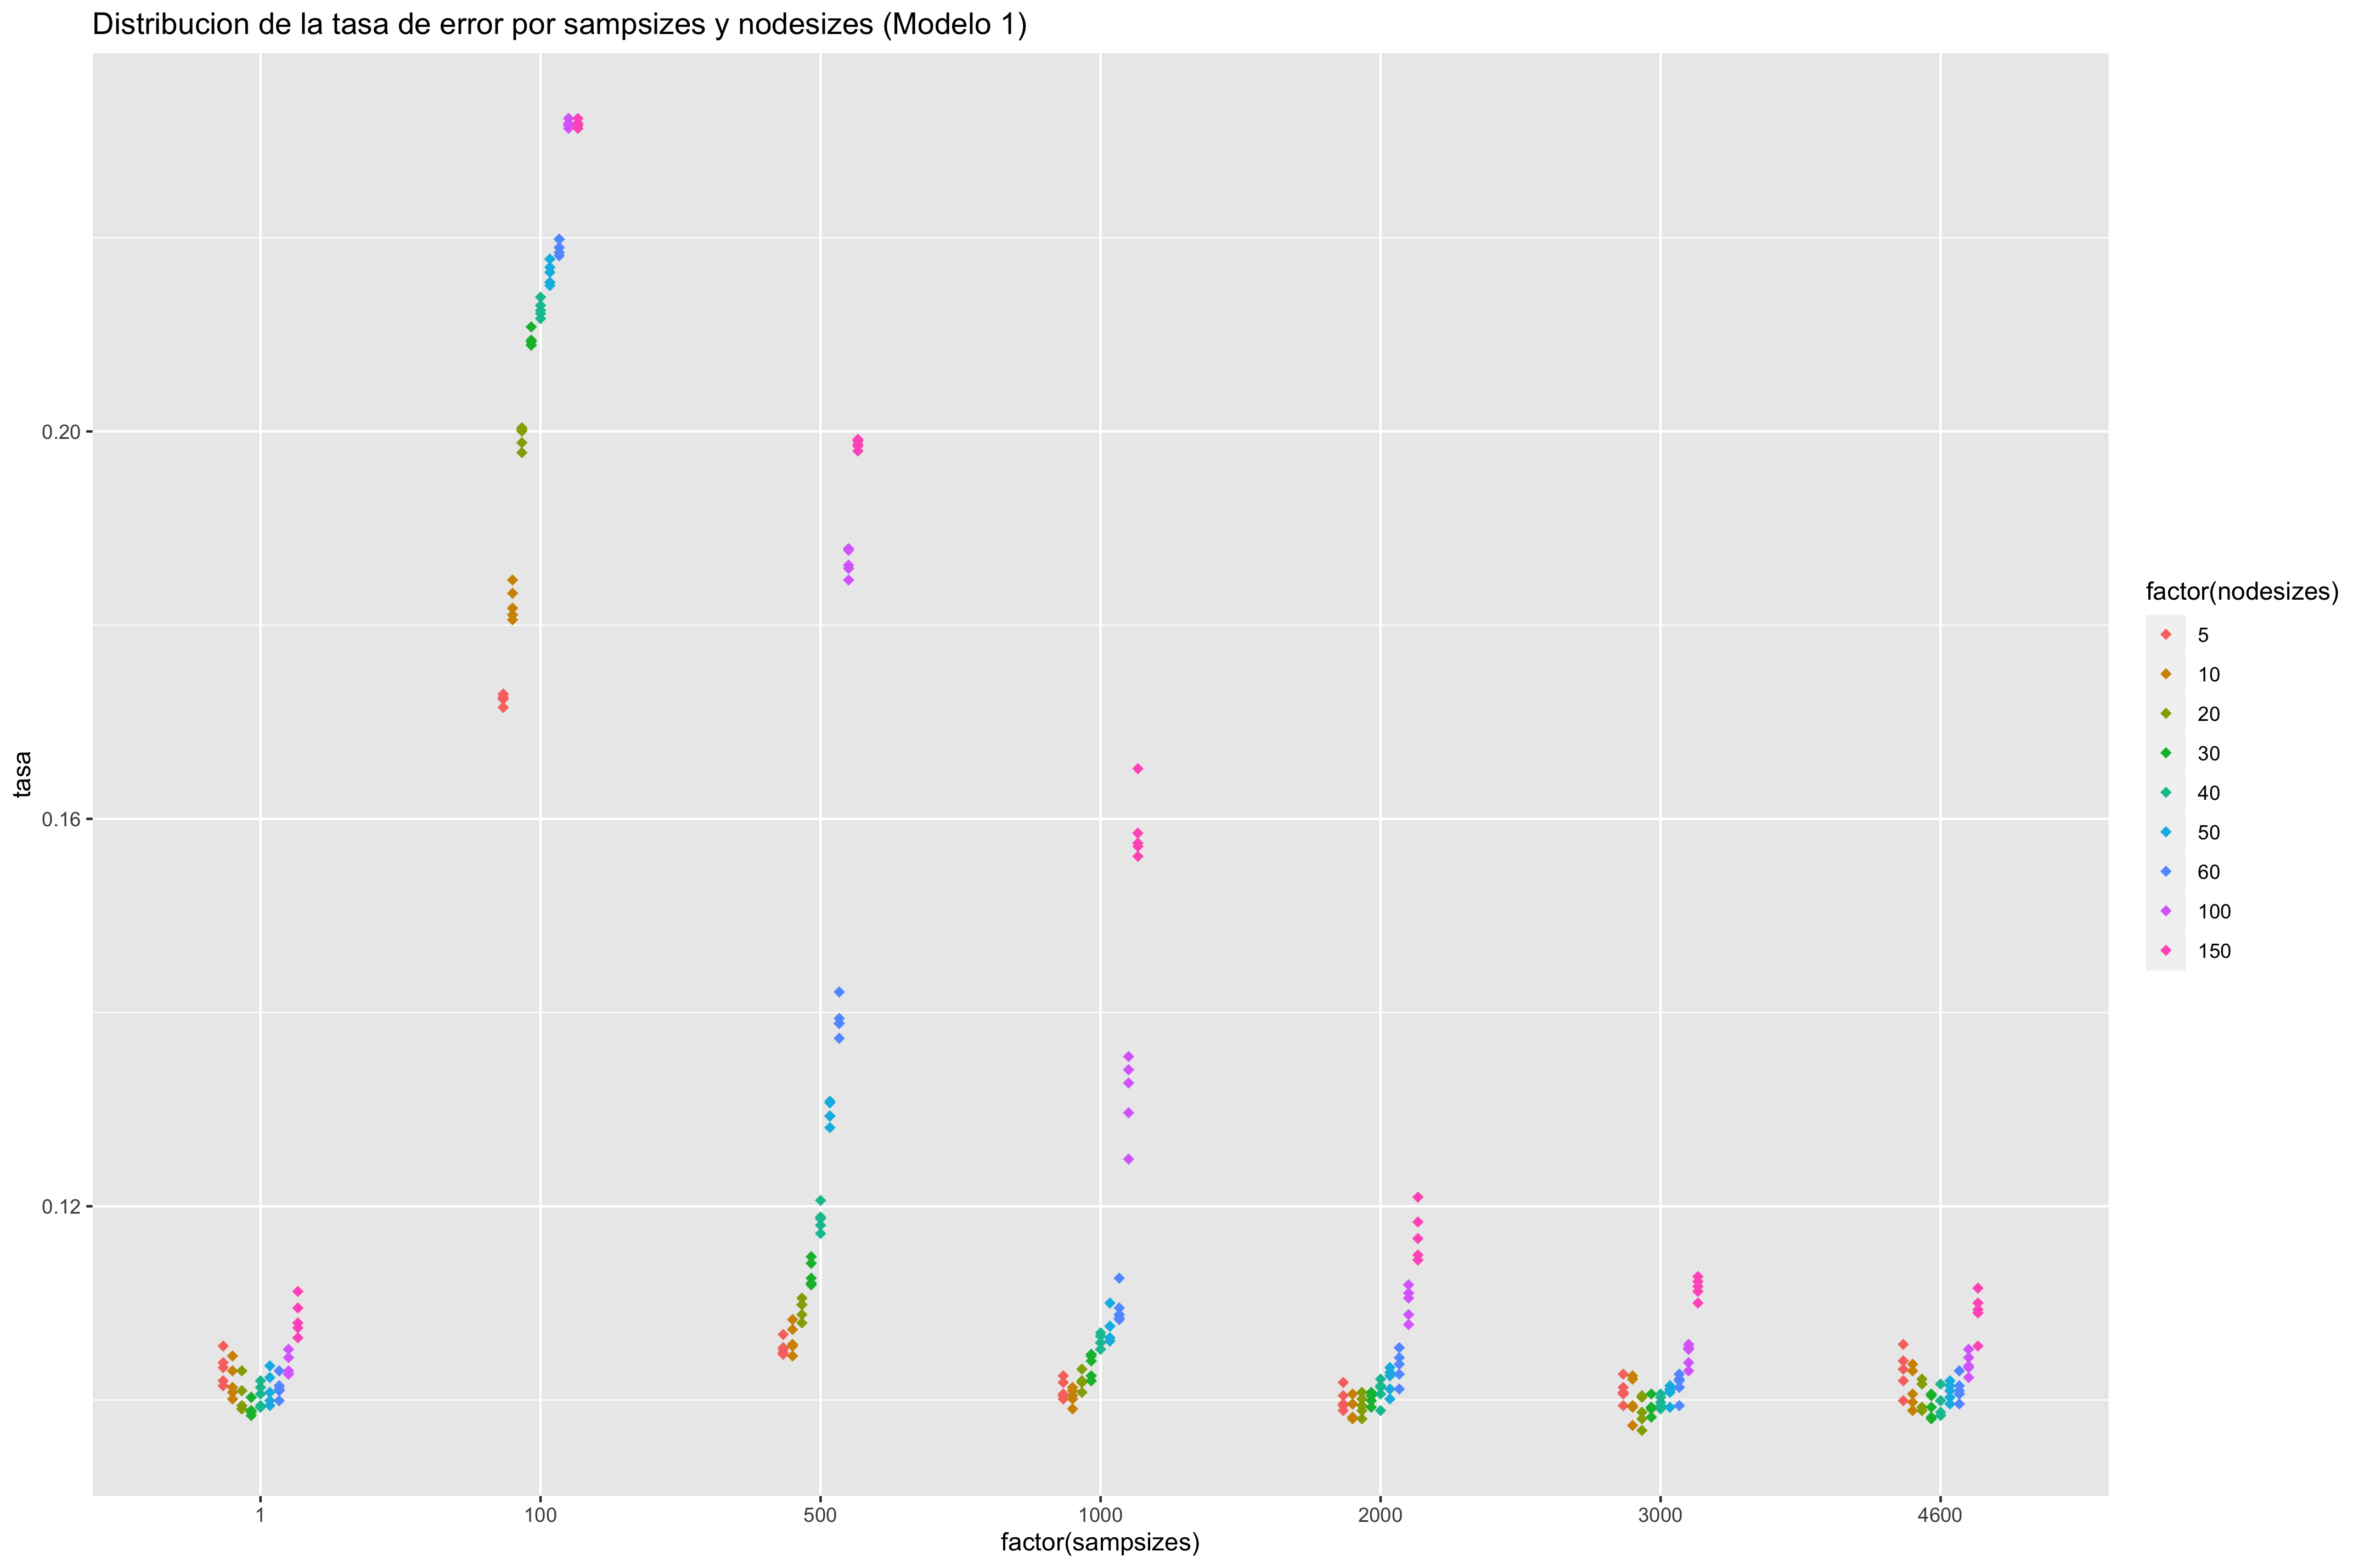 Distribucion de la tasa de error por sampsizes y nodesizes (Modelo 1)
tasa
0.20
0.16
0.12
1 100 500 1000 2000 3000 4600
factor(sampsizes)
factor(nodesizes)
5
10
20
30
40
50
60
100
150